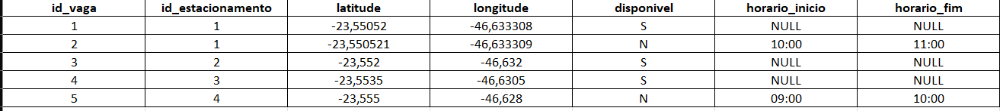 id_vaga id_estacionamento latitude longitude disponivel horario_inicio horario_fim
1 1 -23,55052 -46,633308 S NULL NULL
2 1 -23,550521 -46,633309 N 10:00 11:00
3 2 -23,552 -46,632 S NULL NULL
4 3 -23,5535 -46,6305 S NULL NULL
5 4 -23,555 -46,628 N 09:00 10:00